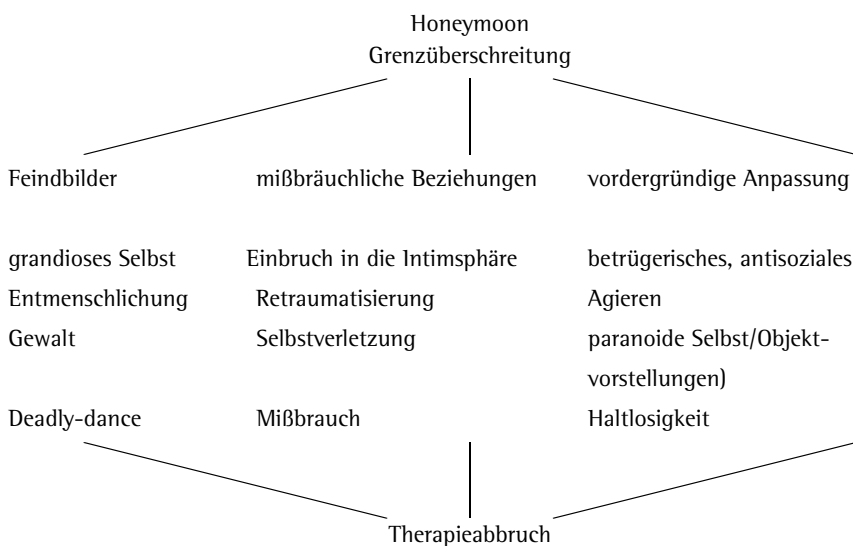 Honeymoon
Grenzüberschreitung
Feindbilder mißbräuchliche Beziehungen vordergründige Anpassung
grandioses Selbst Einbruch in die Intimsphäre betrügerisches, antisoziales
Entmenschlichung Retraumatisierung Agieren
Gewalt Selbstverletzung paranoide Selbst/Objekt-
vorstellungen)
Deadly-dance Mißbrauch Haltlosigkeit
Therapieabbruch